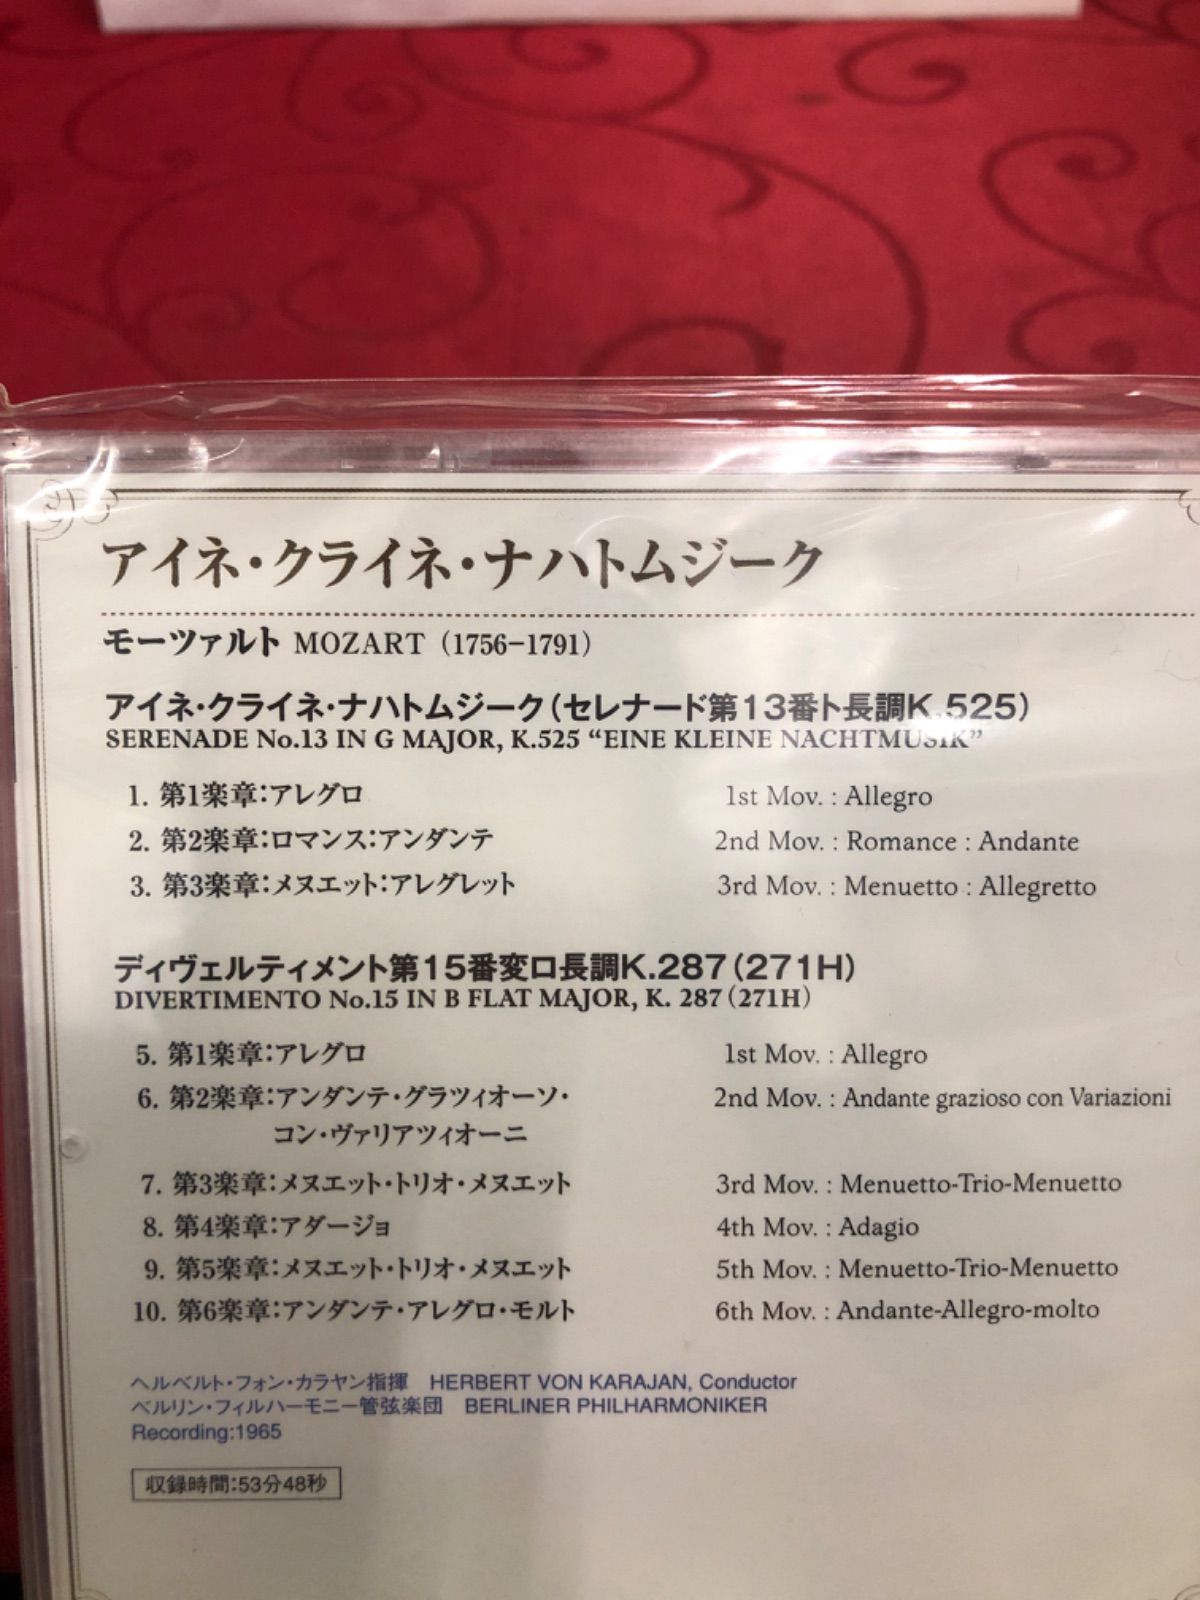 アイネ・クライネ・ナハトムジーク
モーツァルト MOZART (1756-1791)
アイネ・クライネ・ナハトムジーク(セレナード第13番ト長調K.525)
SERENADE No.13 IN G MAJOR, K.525 “EINE KLEINE NACHTMUSIK”
1. 第1楽章:アレグロ 1st Mov. : Allegro
2. 第2楽章:ロマンス:アンダンテ 2nd Mov. : Romance : Andante
3. 第3楽章:メヌエット:アレグレット 3rd Mov. : Menuetto : Allegretto
ディヴェルティメント第15番変ロ長調K.287(271H)
DIVERTIMENTO No.15 IN B FLAT MAJOR, K. 287(271H)
5. 第1楽章:アレグロ 1st Mov. : Allegro
6. 第2楽章:アンダンテ・グラツィオーソ・ 2nd Mov. : Andante grazioso con Variazioni
コン・ヴァリアツィオーニ
7. 第3楽章:メヌエット・トリオ・メヌエット 3rd Mov. : Menuetto-Trio-Menuetto
8. 第4楽章:アダージョ 4th Mov. : Adagio
9. 第5楽章:メヌエット・トリオ・メヌエット 5th Mov. : Menuetto-Trio-Menuetto
10. 第6楽章:アンダンテ・アレグロ・モルト 6th Mov. : Andante-Allegro-molto
ヘルベルト・フォン・カラヤン指揮 HERBERT VON KARAJAN, Conductor
ベルリン・フィルハーモニー管弦楽団 BERLINER PHILHARMONIKER
Recording:1965
収録時間:53分48秒